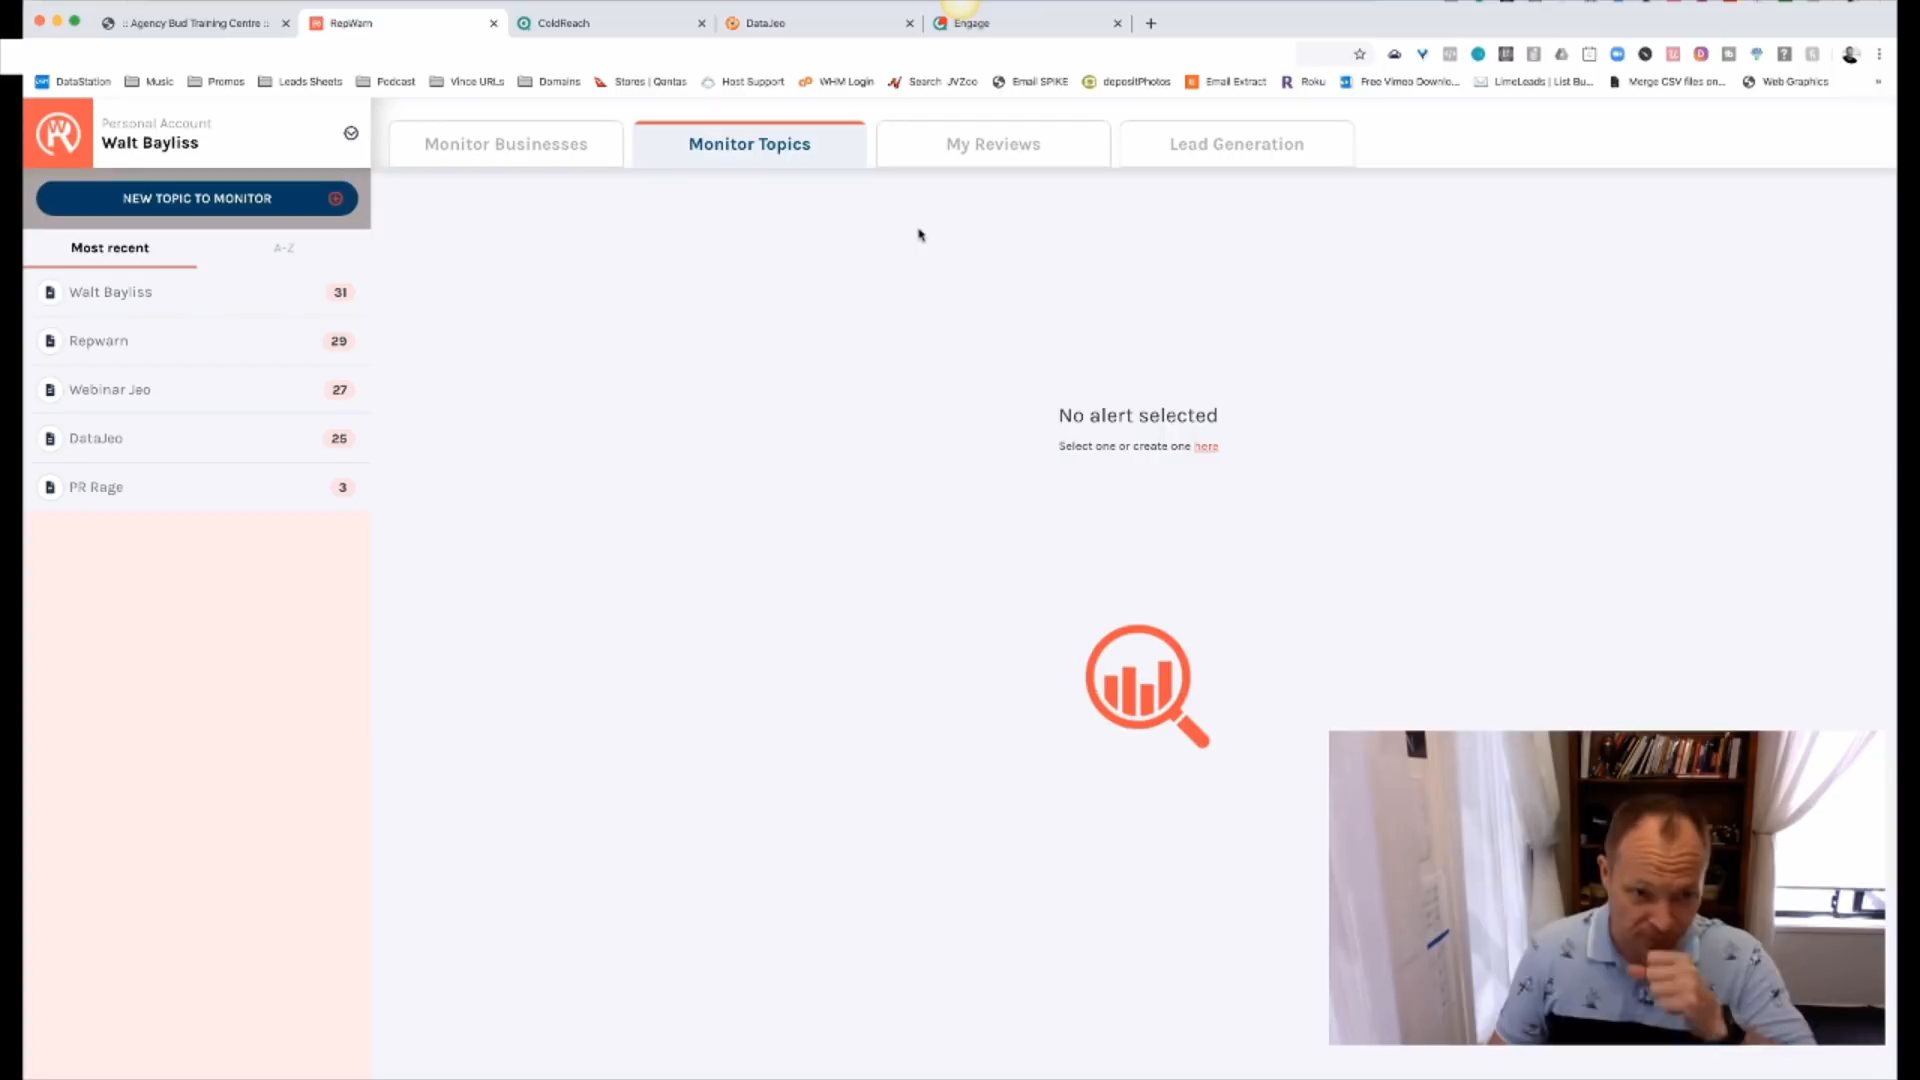 :: Agency Bud Training Centre ::
RepWarn
ColdReach
DataJeo
Engage
DataStation
Music
Promos
Leads Sheets
Podcast
Vince URLs
Domains
Stores | Qantas
Host Support
WHM Login
Search JVZoo
Email SPIKE
depositPhotos
Email Extract
Roku
Free Vimeo Downlo...
LimeLeads | List Bu...
Merge CSV files on...
Web Graphics
»
Personal Account
Walt Bayliss
Monitor Businesses
Monitor Topics
My Reviews
Lead Generation
NEW TOPIC TO MONITOR
Most recent
A-Z
Walt Bayliss 31
Repwarn 29
Webinar Jeo 27
DataJeo 25
PR Rage 3
No alert selected
Select one or create one here